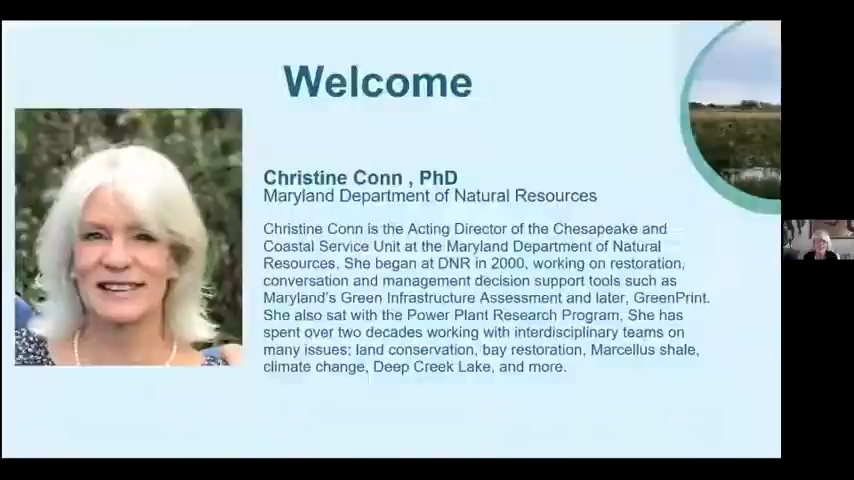 Welcome
Christine Conn , PhD
Maryland Department of Natural Resources
Christine Conn is the Acting Director of the Chesapeake and
Coastal Service Unit at the Maryland Department of Natural
Resources. She began at DNR in 2000, working on restoration,
conversation and management decision support tools such as
Maryland's Green Infrastructure Assessment and later, GreenPrint.
She also sat with the Power Plant Research Program, She has
spent over two decades working with interdisciplinary teams on
many issues; land conservation, bay restoration, Marcellus shale,
climate change, Deep Creek Lake, and more.